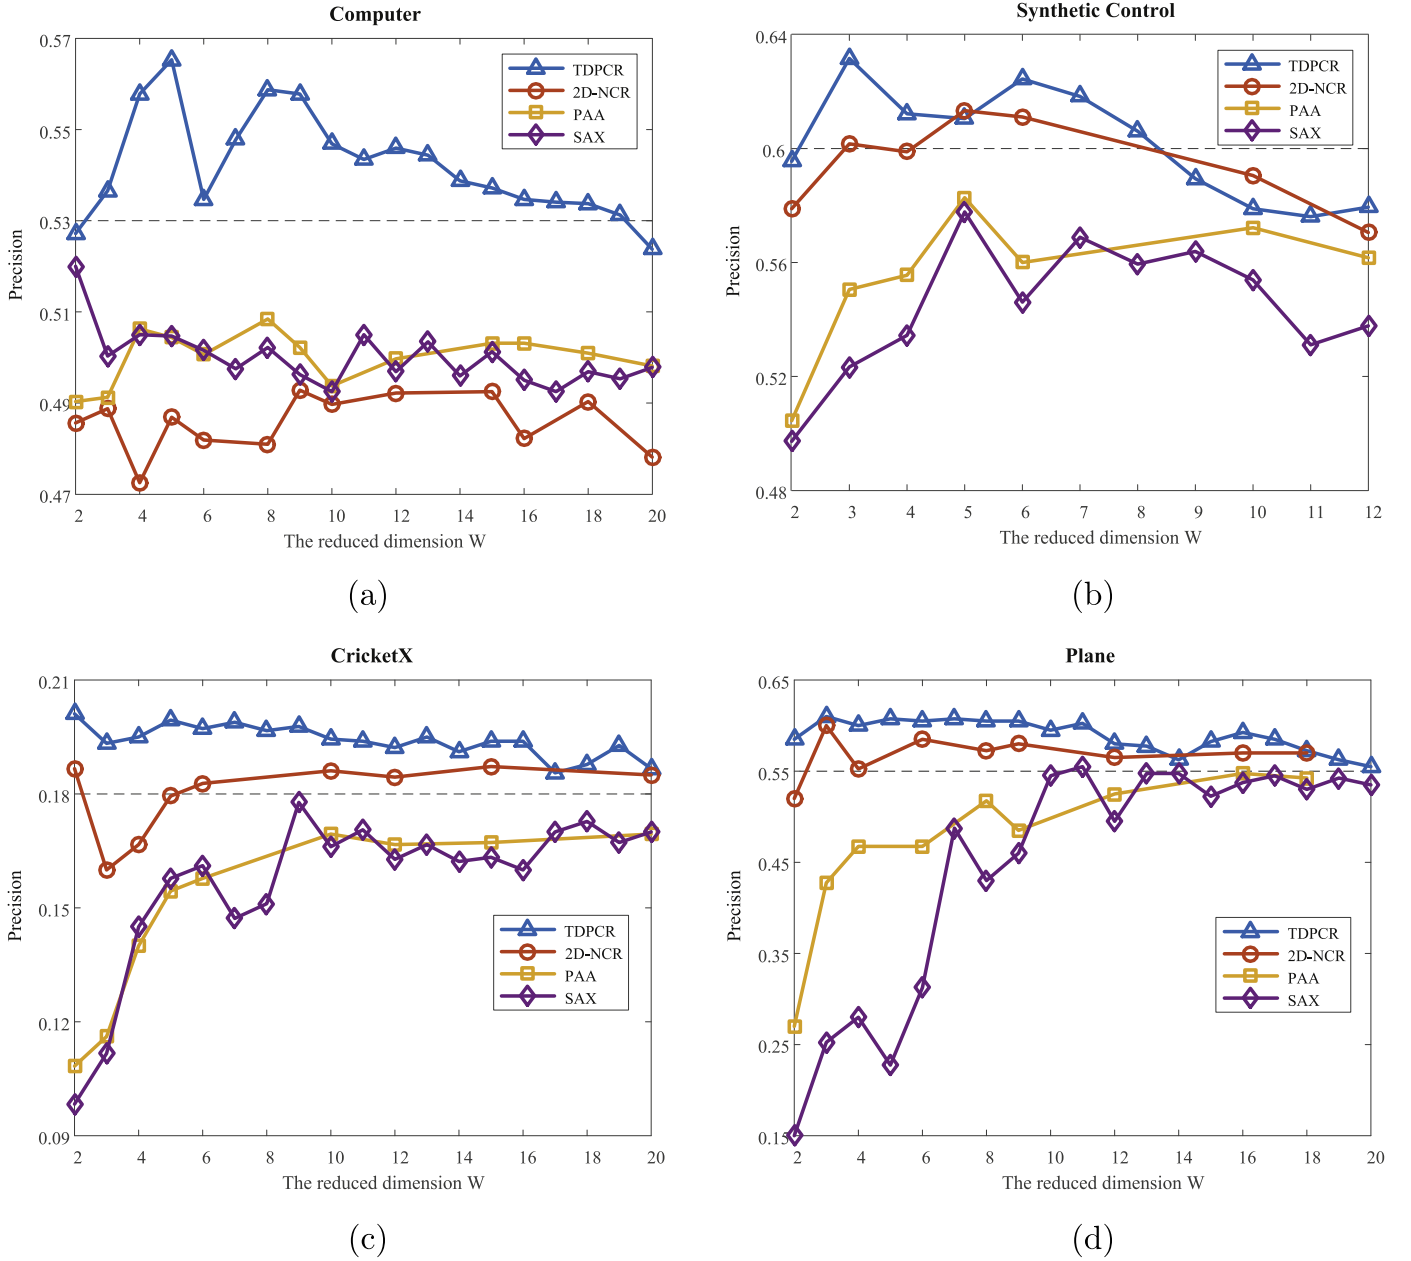 Computer
0.57
0.55
0.53
0.51
0.49
0.47
Precision
TDPCR
2D-NCR
PAA
SAX
2 4 6 8 10 12 14 16 18 20
The reduced dimension W
(a)
Synthetic Control
0.64
0.6
0.56
0.52
0.48
Precision
TDPCR
2D-NCR
PAA
SAX
2 3 4 5 6 7 8 9 10 11 12
The reduced dimension W
(b)
CricketX
0.21
0.18
0.15
0.12
0.09
Precision
TDPCR
2D-NCR
PAA
SAX
2 4 6 8 10 12 14 16 18 20
The reduced dimension W
(c)
Plane
0.65
0.55
0.45
0.35
0.25
0.15
Precision
TDPCR
2D-NCR
PAA
SAX
2 4 6 8 10 12 14 16 18 20
The reduced dimension W
(d)